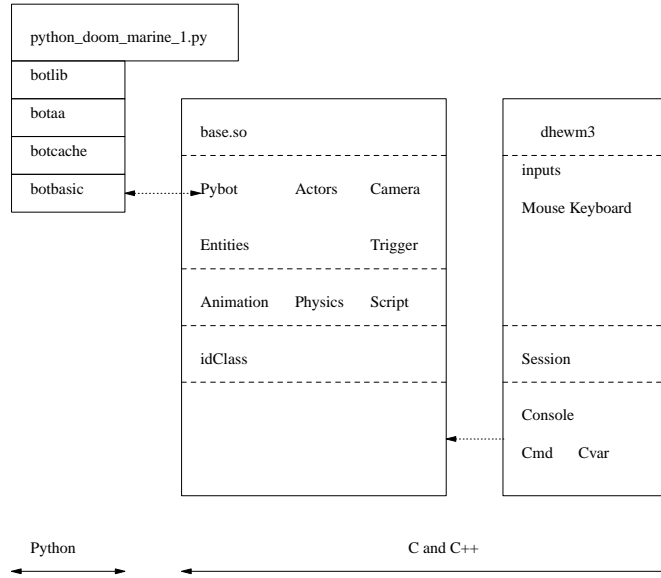 python_doom_marine_1.py
botlib
botaa
botcache
botbasic
base.so
Pybot Actors Camera
Entities Trigger
Animation Physics Script
idClass
dhewm3
inputs
Mouse Keyboard
Session
Console
Cmd Cvar
Python
C and C++